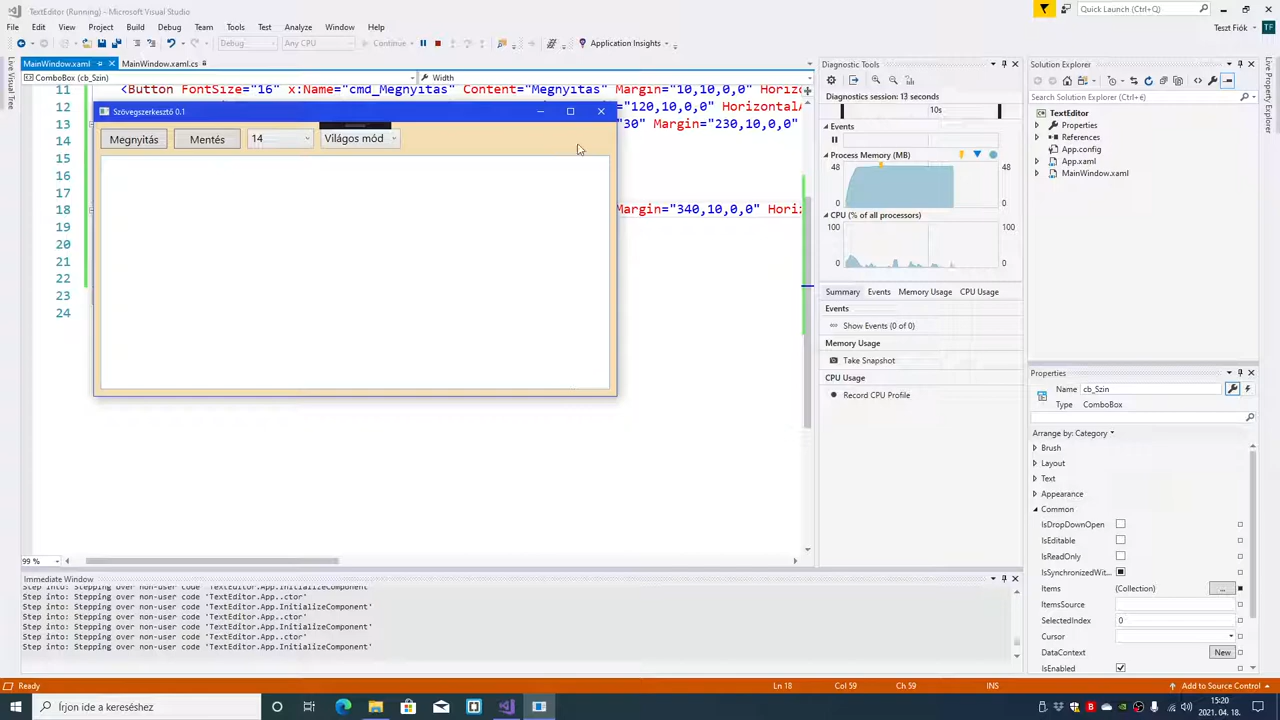 TextEditor (Running) - Microsoft Visual Studio
Quick Launch (Ctrl+Q)
File Edit View Project Build Debug Team Tools Test Analyze Window Help
Teszt Fiók TF
Debug Any CPU Continue Application Insights
Live Visual Tree
MainWindow.xaml MainWindow.xaml.cs
ComboBox (cb_Szin) Width
11 <Button FontSize="16" x:Name="cmd_Megnyitas" Content="Megnyitás" Margin="10,10,0,0"
12 "120,10,0,0" Horizontal
13 "30" Margin="230,10,0,0"
14
15
16
17
18 Margin="340,10,0,0" Hori
19
20
21
22
23
24
Szövegszerkesztő 0.1
Megnyitás Mentés 14 Világos mód
99 %
Immediate Window
Step into: Stepping over non-user code 'TextEditor.App.InitializeComponent'
Step into: Stepping over non-user code 'TextEditor.App..ctor'
Step into: Stepping over non-user code 'TextEditor.App.InitializeComponent'
Step into: Stepping over non-user code 'TextEditor.App..ctor'
Step into: Stepping over non-user code 'TextEditor.App.InitializeComponent'
Step into: Stepping over non-user code 'TextEditor.App..ctor'
Step into: Stepping over non-user code 'TextEditor.App.InitializeComponent'
Diagnostic Tools
Diagnostics session: 13 seconds
10s
Events
Process Memory (MB)
48 48
0 0
CPU (% of all processors)
100 100
0 0
Summary Events Memory Usage CPU Usage
Events
Show Events (0 of 0)
Memory Usage
Take Snapshot
CPU Usage
Record CPU Profile
Solution Explorer
Search Solution Explorer (Ctrl+é)
TextEditor
Properties
References
App.config
App.xaml
MainWindow.xaml
Live Property Explorer
Properties
Name cb_Szin
Type ComboBox
Arrange by: Category
Brush
Layout
Text
Appearance
Common
IsDropDownOpen
IsEditable
IsReadOnly
IsSynchronizedWit...
Items (Collection) ...
ItemsSource
SelectedIndex 0
Cursor
DataContext New
IsEnabled
Ready Ln 18 Col 59 Ch 59 INS Add to Source Control
Írjon ide a kereséshez
15:20
2021. 04. 18.